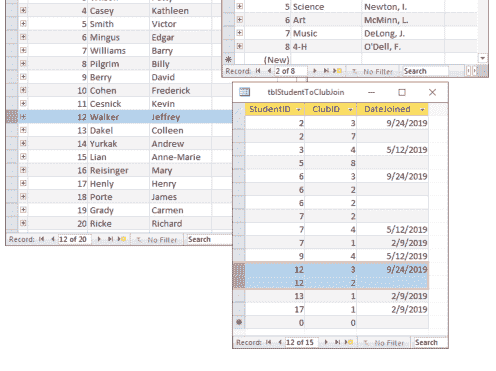 4 Casey Kathleen
5 Smith Victor
6 Mingus Edgar
7 Williams Barry
8 Pilgrim Billy
9 Berry David
10 Cohen Frederick
11 Cesnick Kevin
12 Walker Jeffrey
13 Dakel Colleen
14 Yurkak Andrew
15 Lian Anne-Marie
16 Reisinger Mary
17 Henly Henry
18 Porte James
19 Grady Carmen
20 Ricke Richard
Record: 12 of 20 No Filter Search
5 Science Newton, I.
6 Art McMinn, L.
7 Music DeLong, J.
8 4-H O'Dell, F.
(New)
Record: 2 of 8 No Filter Search
tblStudentToClubJoin
StudentID ClubID DateJoined
2 3 9/24/2019
2 7
3 4 5/12/2019
5 8
6 3 9/24/2019
6 2
6 2
7 2
7 4 5/12/2019
7 1 2/9/2019
9 4 5/12/2019
12 3 9/24/2019
12 2
13 1 2/9/2019
17 1 2/9/2019
0 0
Record: 12 of 15 No Filter Search